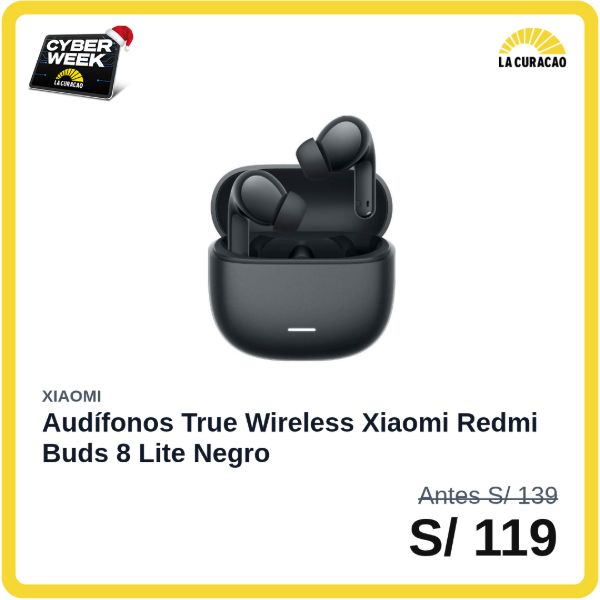 CYBER
WEEK
LA CURACAO
LA CURACAO
XIAOMI
Audífonos True Wireless Xiaomi Redmi
Buds 8 Lite Negro
Antes S/ 139
S/ 119